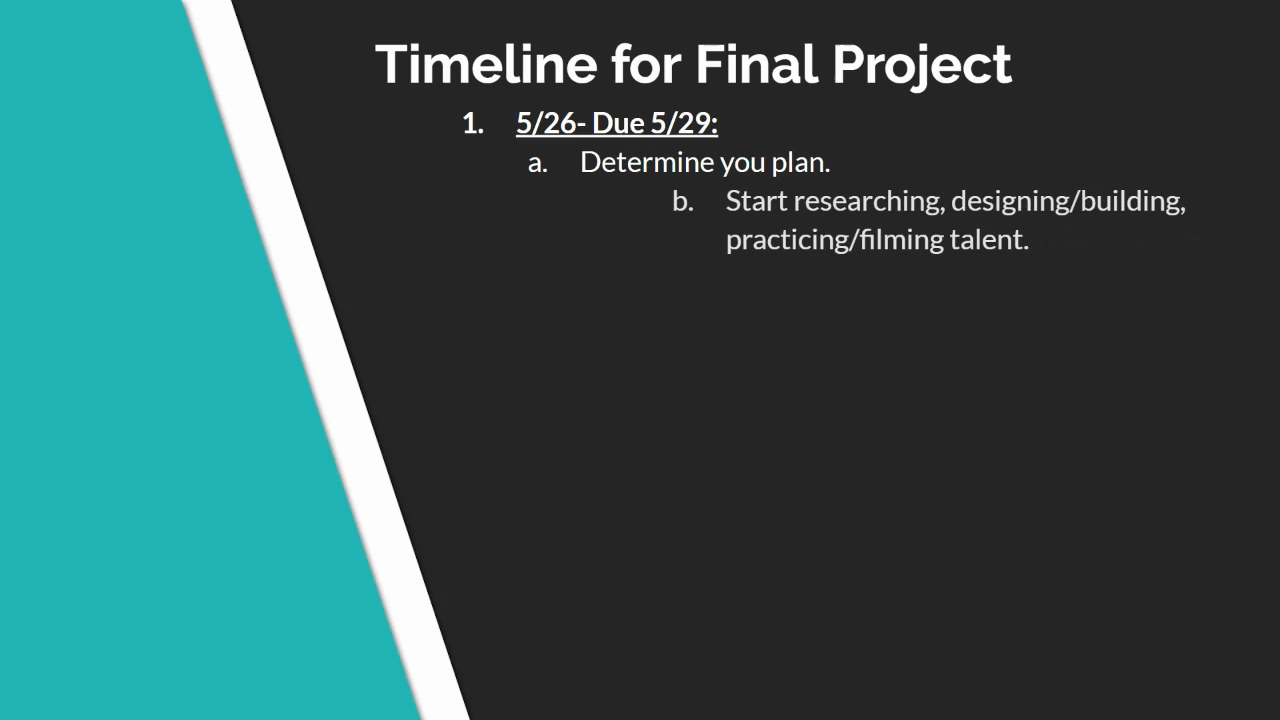 Timeline for Final Project
1. 5/26- Due 5/29:
a. Determine you plan.
b. Start researching, designing/building,
practicing/filming talent.